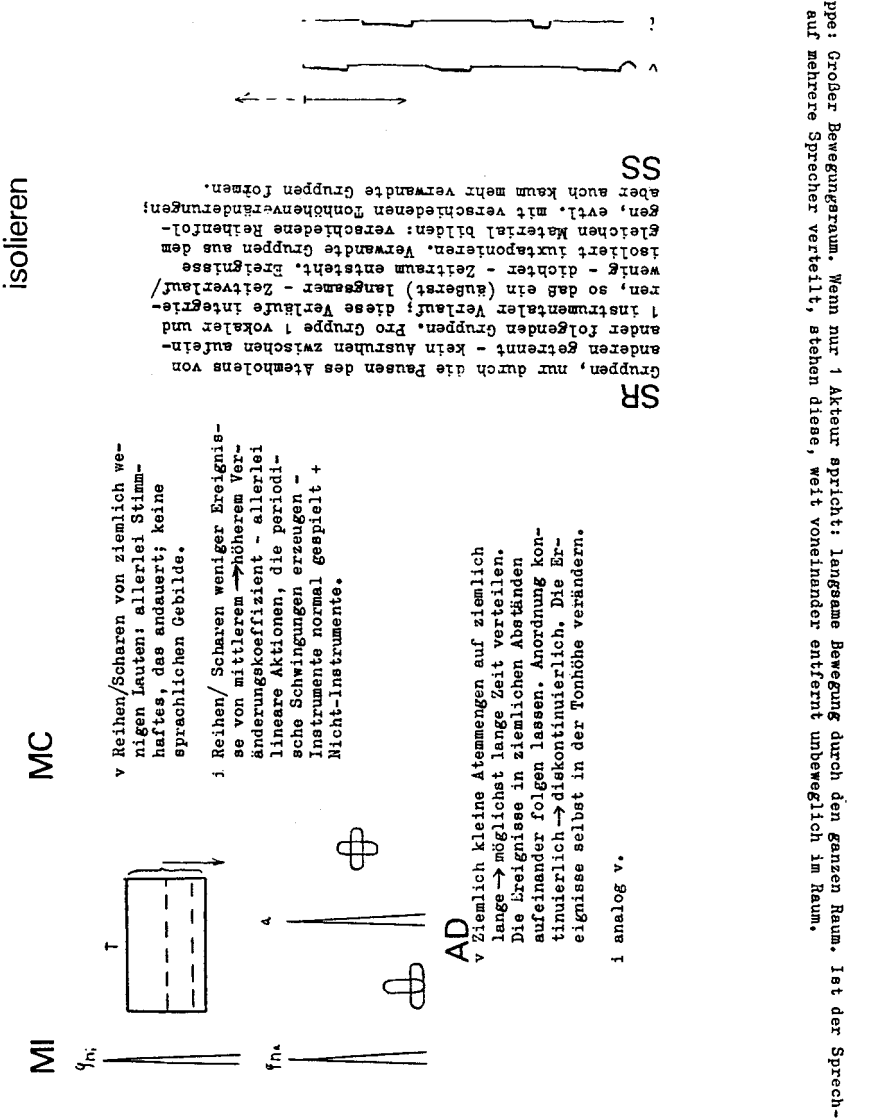 isolieren
MI
MC
T
a
v Reihen/Scharen von ziemlich we-
nigen Lauten: allerlei Stimm-
haftes, das andauert; keine
sprachlichen Gebilde.
i Reihen/ Scharen weniger Ereignis-
se von mittlerem → höherem Ver-
änderungskoeffizient - allerlei
lineare Aktionen, die periodi-
sche Schwingungen erzeugen -
Instrumente normal gespielt +
Nicht-Instrumente.
AD
v Ziemlich kleine Atemmengen auf ziemlich
lange → möglichst lange Zeit verteilen.
Die Ereignisse in ziemlichen Abständen
aufeinander folgen lassen. Anordnung kon-
tinuierlich → diskontinuierlich. Die Er-
eignisse selbst in der Tonhöhe verändern.
i analog v.
SR
Gruppen, nur durch die Pausen des Atemholens von
anderen getrennt - kein Ausruhen zwischen aufein-
ander folgenden Gruppen. Pro Gruppe 1 vokaler und
1 instrumentaler Verlauf; diese Verläufe integrie-
ren, so daß ein (äußerst) langsamer - Zeitverlauf/
wenig - dichter - Zeitraum entsteht. Ereignisse
isoliert juxtaponieren. Verwandte Gruppen aus dem
gleichen Material bilden: verschiedene Reihenfol-
gen, evtl. mit verschiedenen Tonhöhenveränderungen;
aber auch kaum mehr verwandte Gruppen formen.
SS
v
i
ppe: Großer Bewegungsraum. Wenn nur 1 Akteur spricht: langsame Bewegung durch den ganzen Raum. Ist der Sprech-
auf mehrere Sprecher verteilt, stehen diese, weit voneinander entfernt unbeweglich im Raum.